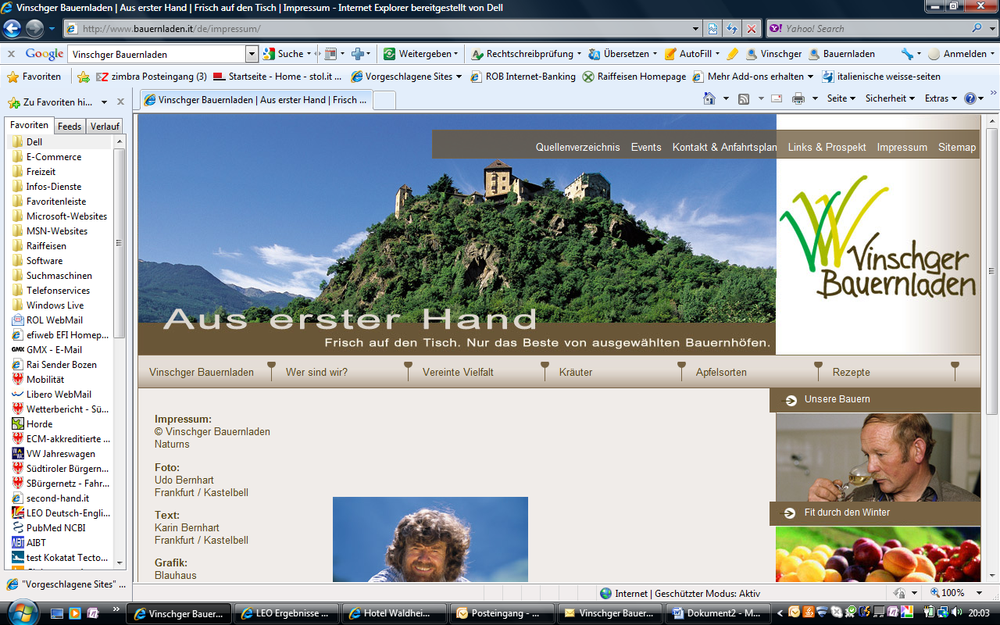 Vinschger Bauernladen | Aus erster Hand | Frisch auf den Tisch | Impressum - Internet Explorer bereitgestellt von Dell
http://www.bauernladen.it/de/impressum/
Yahoo! Search
Google
Vinschger Bauernladen
Suche
Weitergeben
Rechtschreibprüfung
Übersetzen
AutoFill
Vinschger
Bauernladen
Anmelden
Favoriten
zimbra Posteingang (3)
Startseite - Home - stol.it ...
Vorgeschlagene Sites
ROB Internet-Banking
Raiffeisen Homepage
Mehr Add-ons erhalten
italienische weisse-seiten
Zu Favoriten hi...
Vinschger Bauernladen | Aus erster Hand | Frisch ...
Seite
Sicherheit
Extras
Favoriten
Feeds
Verlauf
Dell
E-Commerce
Freizeit
Infos-Dienste
Favoritenleiste
Microsoft-Websites
MSN-Websites
Raiffeisen
Software
Suchmaschinen
Telefonservices
Windows Live
ROL WebMail
efiweb EFI Homep...
GMX - E-Mail
Rai Sender Bozen
Mobilität
Libero WebMail
Wetterbericht - Sü...
Horde
ECM-akkreditierte ...
VW Jahreswagen
Südtiroler Bürgern...
SBürgernetz - Fahr...
second-hand.it
LEO Deutsch-Engli...
PubMed NCBI
AIBT
test Kokatat Tecto...
"Vorgeschlagene Sites" ...
Quellenverzeichnis
Events
Kontakt & Anfahrtsplan
Links & Prospekt
Impressum
Sitemap
Vinschger
Bauernladen
Aus erster Hand
Frisch auf den Tisch. Nur das Beste von ausgewählten Bauernhöfen.
Vinschger Bauernladen
Wer sind wir?
Vereinte Vielfalt
Kräuter
Apfelsorten
Rezepte
Impressum:
© Vinschger Bauernladen
Naturns
Foto:
Udo Bernhart
Frankfurt / Kastelbell
Text:
Karin Bernhart
Frankfurt / Kastelbell
Grafik:
Blauhaus
Unsere Bauern
Fit durch den Winter
Internet | Geschützter Modus: Aktiv
100%
Vinschger Bauer...
LEO Ergebnisse ...
Hotel Waldhei...
Posteingang - ...
Vinschger Bauer...
Dokument2 - M...
20:03